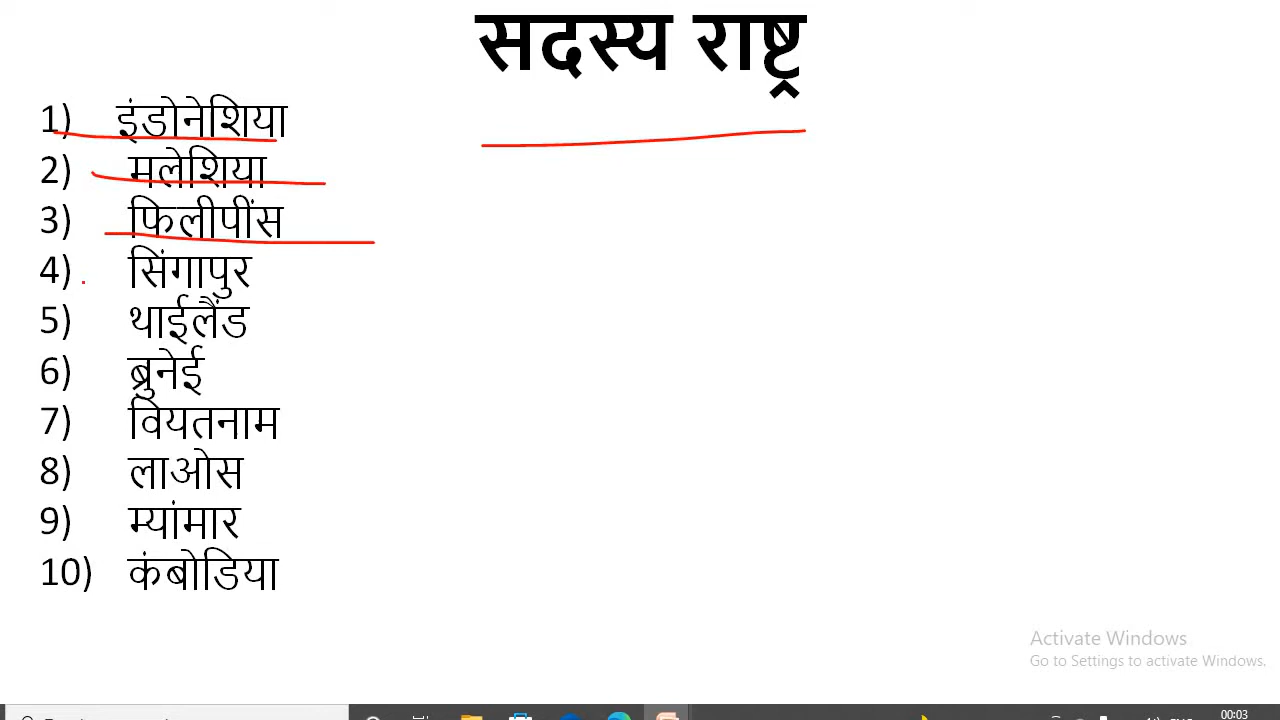 सदस्य राष्ट्र
1) इंडोनेशिया
2) मलेशिया
3) फिलीपींस
4) सिंगापुर
5) थाईलैंड
6) ब्रुनेई
7) वियतनाम
8) लाओस
9) म्यांमार
10) कंबोडिया
Activate Windows
Go to Settings to activate Windows.
00:03